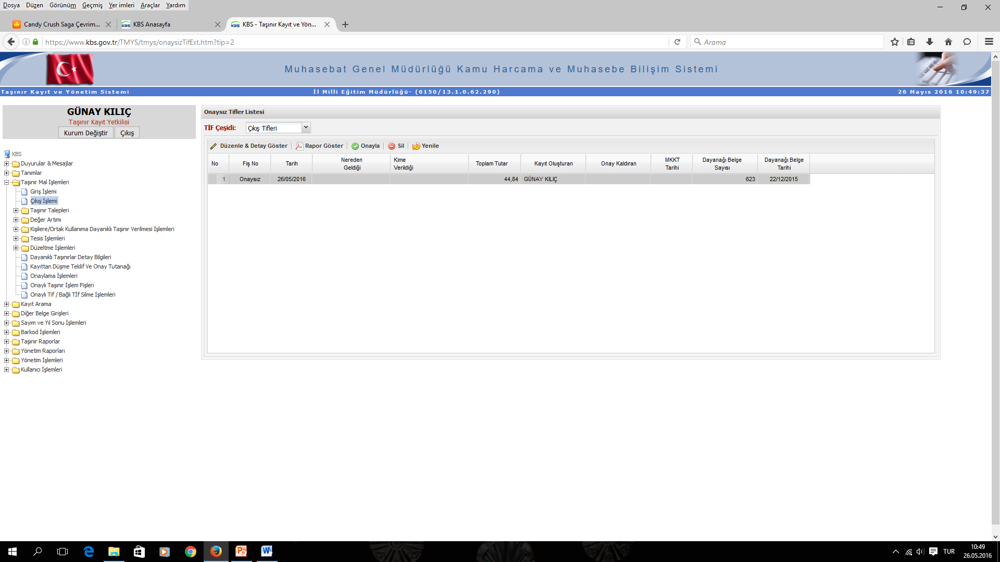 Dosya Düzen Görünüm Geçmiş Yer imleri Araçlar Yardım
Candy Crush Saga Çevrim...
KBS Anasayfa
KBS - Taşınır Kayıt ve Yön...
https://www.kbs.gov.tr/TMYS/tmys/onaysizTifExt.htm?tip=2
Arama
Muhasebat Genel Müdürlüğü Kamu Harcama ve Muhasebe Bilişim Sistemi
Taşınır Kayıt ve Yönetim Sistemi
İl Milli Eğitim Müdürlüğü- (6150/13.1.0.62.290)
26 Mayıs 2016 10:49:37
GÜNAY KILIÇ
Taşınır Kayıt Yetkilisi
Kurum Değiştir Çıkış
KBS
Duyurular & Mesajlar
Tanımlar
Taşınır Mal İşlemleri
Giriş İşlemi
Çıkış İşlemi
Taşınır Talepleri
Değer Artımı
Kişilere/Ortak Kullanıma Dayanıklı Taşınır Verilmesi İşlemleri
Tesis İşlemleri
Düzeltme İşlemleri
Dayanıklı Taşınırlar Detay Bilgileri
Kayıttan Düşme Teklif Ve Onay Tutanağı
Onaylama İşlemleri
Onaylı Taşınır İşlem Fişleri
Onaylı Tif / Bağlı Tİf Silme İşlemleri
Kayıt Arama
Diğer Belge Girişleri
Sayım ve Yıl Sonu İşlemleri
Barkod İşlemleri
Taşınır Raporlar
Yönetim Raporları
Yönetim İşlemleri
Kullanıcı İşlemleri
Onaysız Tifler Listesi
TİF Çeşidi: Çıkış Tifleri
Düzenle & Detay Göster Rapor Göster Onayla Sil Yenile
No Fiş No Tarih Nereden Geldiği Kime Verildiği Toplam Tutar Kayıt Oluşturan Onay Kaldıran MKKT Tarihi Dayanağı Belge Sayısı Dayanağı Belge Tarihi
1 Onaysız 26/05/2016 44,84 GÜNAY KILIÇ 623 22/12/2015
TUR
10:49
26.05.2016